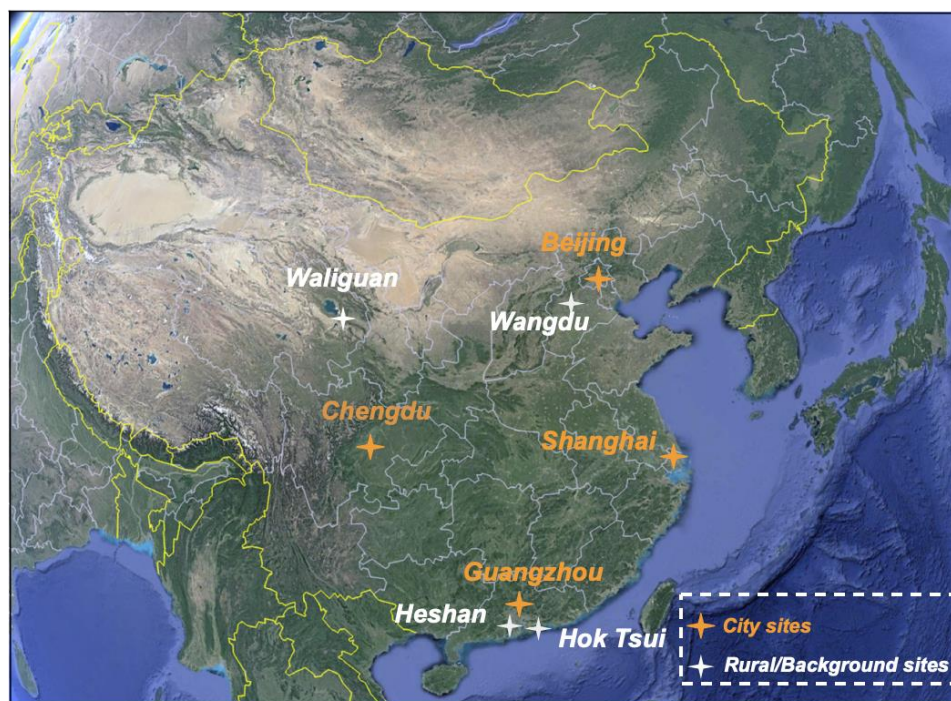 Beijing
Waliguan
Wangdu
Chengdu
Shanghai
Guangzhou
Heshan
Hok Tsui
City sites
Rural/Background sites